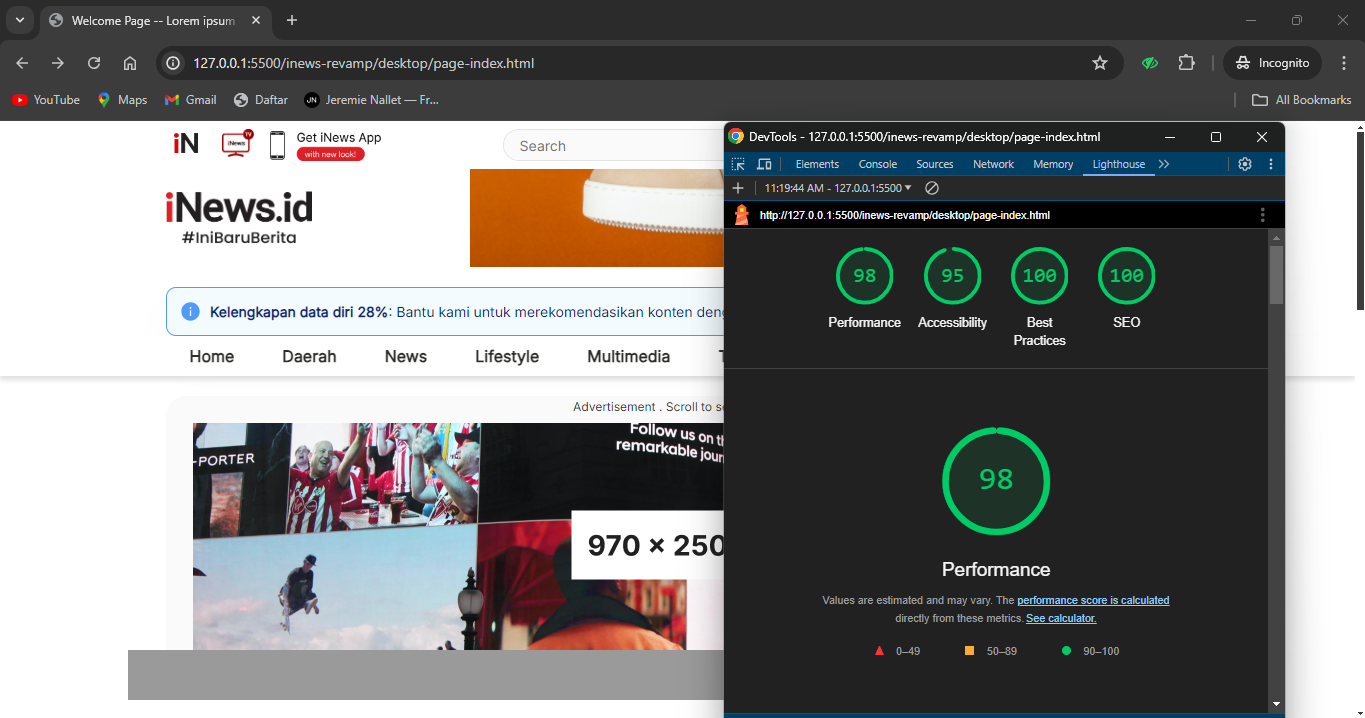 Welcome Page -- Lorem ipsum
127.0.0.1:5500/inews-revamp/desktop/page-index.html
Incognito
YouTube
Maps
Gmail
Daftar
JN
Jeremie Nallet — Fr...
All Bookmarks
iN
iNews
TV
Get iNews App
with new look!
Search
iNews.id
#IniBaruBerita
Kelengkapan data diri 28%: Bantu kami untuk merekomendasikan konten
Home
Daerah
News
Lifestyle
Multimedia
Advertisement . Scroll to
-PORTER
Follow us on
remarkable
970 × 250
DevTools - 127.0.0.1:5500/inews-revamp/desktop/page-index.html
Elements
Console
Sources
Network
Memory
Lighthouse
11:19:44 AM - 127.0.0.1:5500
http://127.0.0.1:5500/inews-revamp/desktop/page-index.html
98
95
100
100
Performance
Accessibility
Best
Practices
SEO
98
Performance
Values are estimated and may vary. The performance score is calculated
directly from these metrics. See calculator.
0–49
50–89
90–100